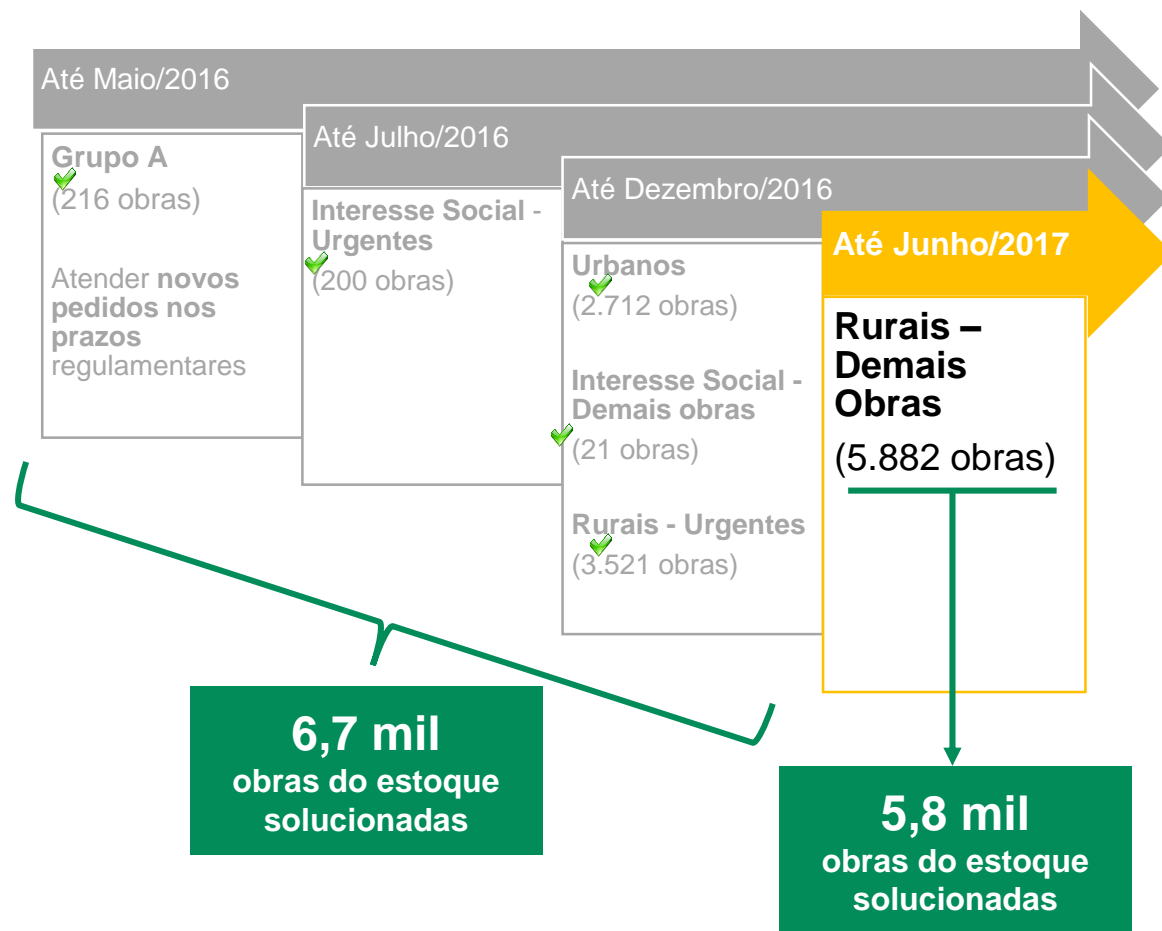 Até Maio/2016
Grupo A
(216 obras)
Atender novos
pedidos nos
prazos
regulamentares
Até Julho/2016
Interesse Social -
Urgentes
(200 obras)
Até Dezembro/2016
Urbanos
(2.712 obras)
Interesse Social -
Demais obras
(21 obras)
Rurais - Urgentes
(3.521 obras)
Até Junho/2017
Rurais –
Demais
Obras
(5.882 obras)
6,7 mil
obras do estoque
solucionadas
5,8 mil
obras do estoque
solucionadas